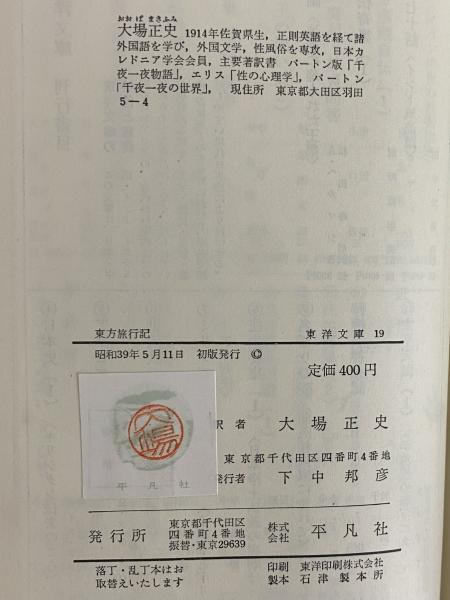 おおば まさふみ
大場正史 1914年佐賀県生，正則英語を経て諸
外国語を学び，外国文学，性風俗を専攻，日本カ
レドニア学会会員，主要著訳書 バートン版「千
夜一夜物語」，エリス「性の心理学」，バートン
「千夜一夜の世界」， 現住所 東京都大田区羽田
5－4
東方旅行記 東洋文庫 19
昭和39年5月11日 初版発行 ©
定価 400円
訳者 大場正史
東京都千代田区四番町4番地
発行者 下中邦彦
平凡社
発行所 東京都千代田区四番町4番地 振替・東京29639 株式会社 平凡社
落丁・乱丁本はお取替えいたします
印刷 東洋印刷株式会社
製本 石津製本所